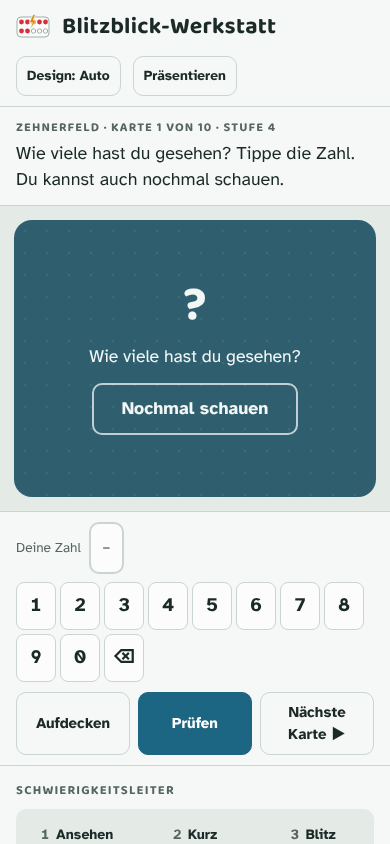 Blitzblick-Werkstatt
Design: Auto
Präsentieren
ZEHNERFELD · KARTE 1 VON 10 · STUFE 4
Wie viele hast du gesehen? Tippe die Zahl.
Du kannst auch nochmal schauen.
?
Wie viele hast du gesehen?
Nochmal schauen
Deine Zahl –
1 2 3 4 5 6 7 8
9 0 ⌫
Aufdecken
Prüfen
Nächste
Karte ▶
SCHWIERIGKEITSLEITER
1 Ansehen 2 Kurz 3 Blitz